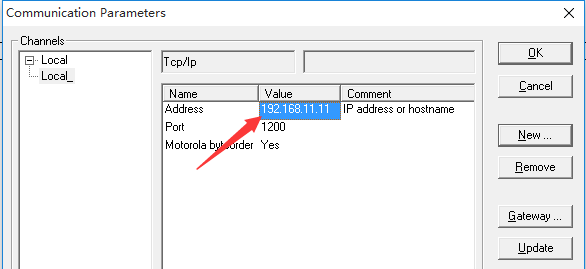 Communication Parameters
Channels
Local
Local_
Tcp/Ip
Name Value Comment
Address 192.168.11.11 IP address or hostname
Port 1200
Motorola byteorder Yes
OK
Cancel
New ...
Remove
Gateway ...
Update